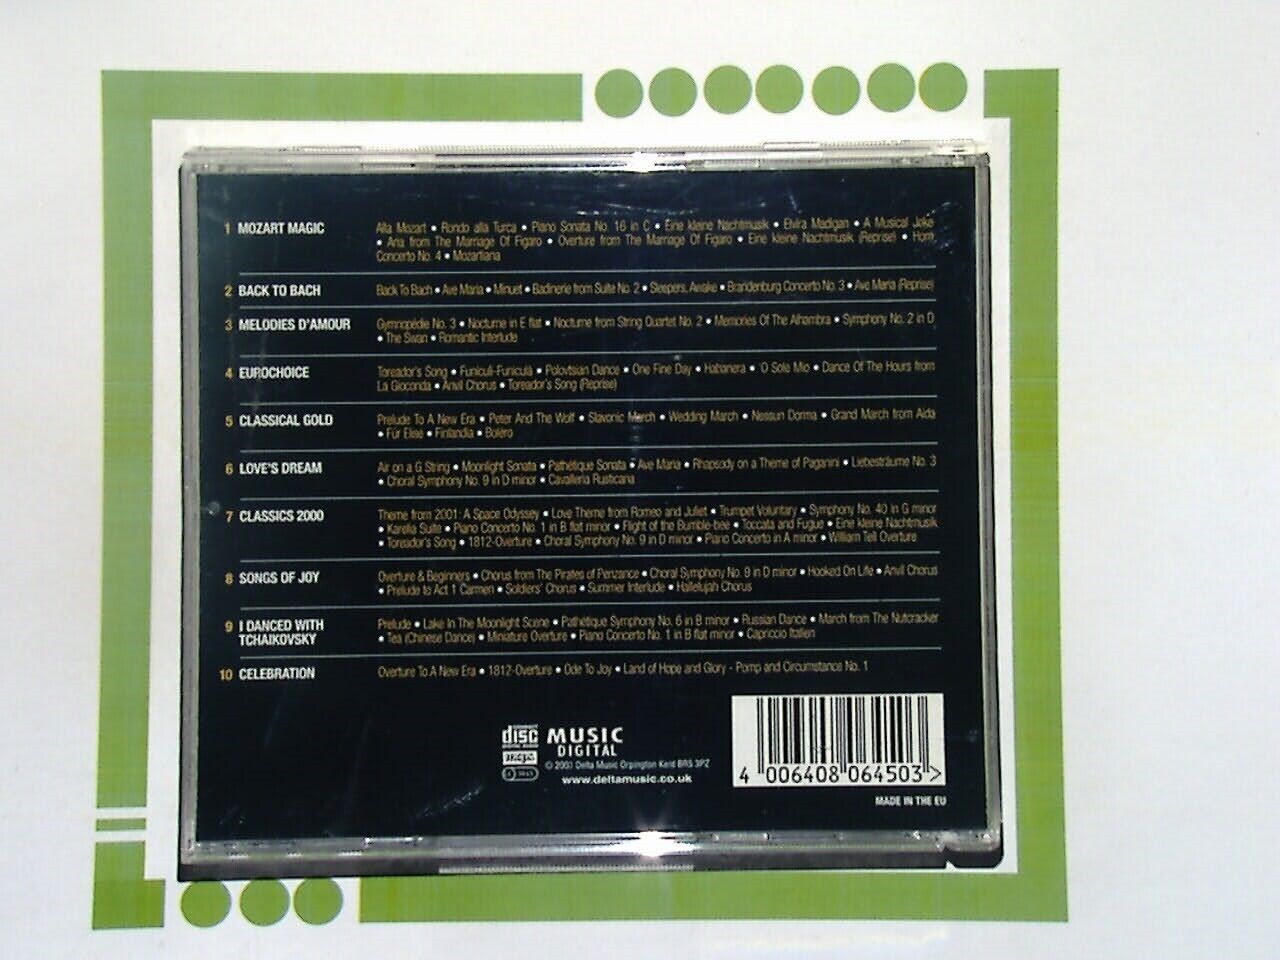 1 MOZART MAGIC
Alla Mozart • Rondo alla Turca • Piano Sonata No. 16 in C • Eine kleine Nachtmusik • Elvira Madigan • A Musical Joke
• Aria from The Marriage Of Figaro • Overture from The Marriage Of Figaro • Eine kleine Nachtmusik (Reprise) • Horn
Concerto No. 4 • Mozartiana
2 BACK TO BACH
Back To Bach • Ave Maria • Minuet • Badinerie from Suite No. 2 • Sleepers, Awake • Brandenburg Concerto No. 3 • Ave Maria (Reprise)
3 MELODIES D'AMOUR
Gymnopédie No. 3 • Nocturne in E flat • Nocturne from String Quartet No. 2 • Memories Of The Alhambra • Symphony No. 2 in D
• The Swan • Romantic Interlude
4 EUROCHOICE
Toreador's Song • Funiculi-Funiculà • Polovtsian Dance • One Fine Day • Habanera • 'O Sole Mio • Dance Of The Hours from
La Gioconda • Anvil Chorus • Toreador's Song (Reprise)
5 CLASSICAL GOLD
Prelude To A New Era • Peter And The Wolf • Slavonic March • Wedding March • Nessun Dorma • Grand March from Aida
• Für Elise • Finlandia • Boléro
6 LOVE'S DREAM
Air on a G String • Moonlight Sonata • Pathétique Sonata • Ave Maria • Rhapsody on a Theme of Paganini • Liebesträume No. 3
• Choral Symphony No. 9 in D minor • Cavalleria Rusticana
7 CLASSICS 2000
Theme from 2001: A Space Odyssey • Love Theme from Romeo and Juliet • Trumpet Voluntary • Symphony No. 40 in G minor
• Karelia Suite • Piano Concerto No. 1 in B flat minor • Flight of the Bumble-bee • Toccata and Fugue • Eine kleine Nachtmusik
• Toreador's Song • 1812-Overture • Choral Symphony No. 9 in D minor • Piano Concerto in A minor • William Tell Overture
8 SONGS OF JOY
Overture & Beginners • Chorus from The Pirates of Penzance • Choral Symphony No. 9 in D minor • Hooked On Life • Anvil Chorus
• Prelude to Act 1 Carmen • Soldiers' Chorus • Summer Interlude • Hallelujah Chorus
9 I DANCED WITH
TCHAIKOVSKY
Prelude • Lake In The Moonlight Scene • Pathétique Symphony No. 6 in B minor • Russian Dance • March from The Nutcracker
• Tea (Chinese Dance) • Miniature Overture • Piano Concerto No. 1 in B flat minor • Capriccio Italien
10 CELEBRATION
Overture To A New Era • 1812-Overture • Ode To Joy • Land of Hope and Glory - Pomp and Circumstance No. 1
COMPACT
disc
DIGITAL AUDIO
MUSIC
DIGITAL
mcps
© 2001 Delta Music Orpington Kent BR5 3PZ
www.deltamusic.co.uk
4 006408 064503 >
MADE IN THE EU